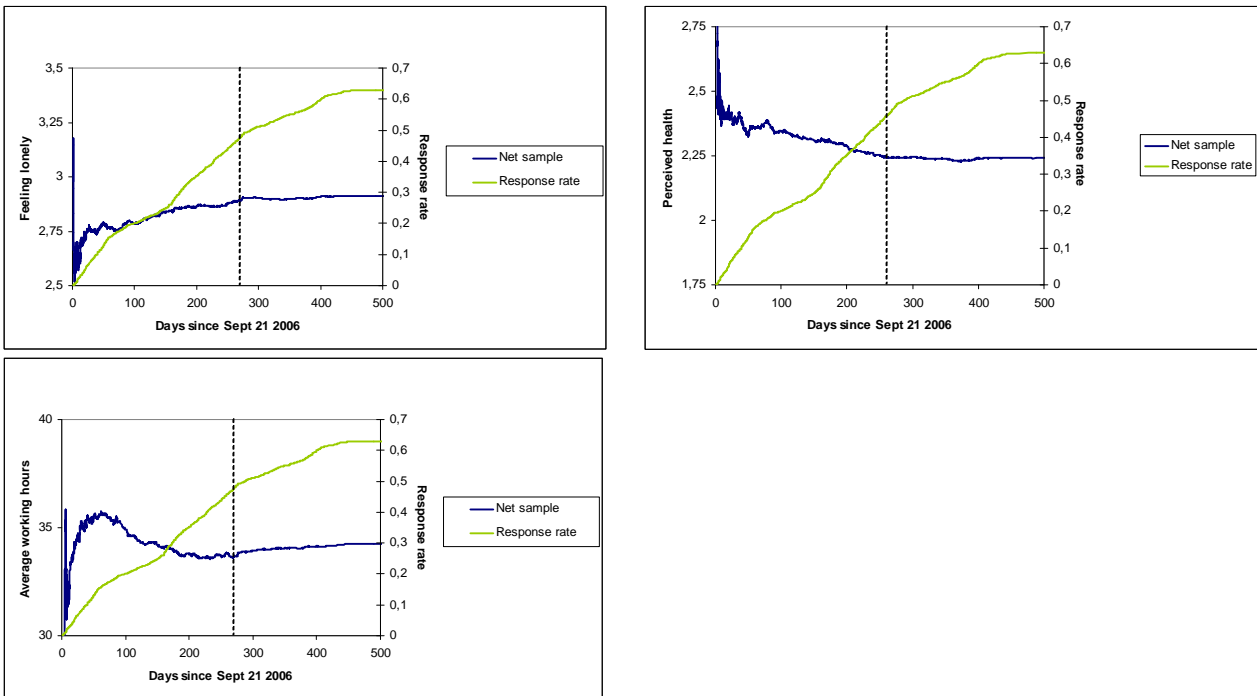 3,5
3,25
3
2,75
2,5
Feeling lonely
0,7
0,6
0,5
0,4
0,3
0,2
0,1
0
Response rate
0 100 200 300 400 500
Days since Sept 21 2006
Net sample
Response rate
2,75
2,5
2,25
2
1,75
Perceived health
0,7
0,6
0,5
0,4
0,3
0,2
0,1
0
Response rate
0 100 200 300 400 500
Days since Sept 21 2006
Net sample
Response rate
40
35
30
Average working hours
0,7
0,6
0,5
0,4
0,3
0,2
0,1
0
Response rate
0 100 200 300 400 500
Days since Sept 21 2006
Net sample
Response rate